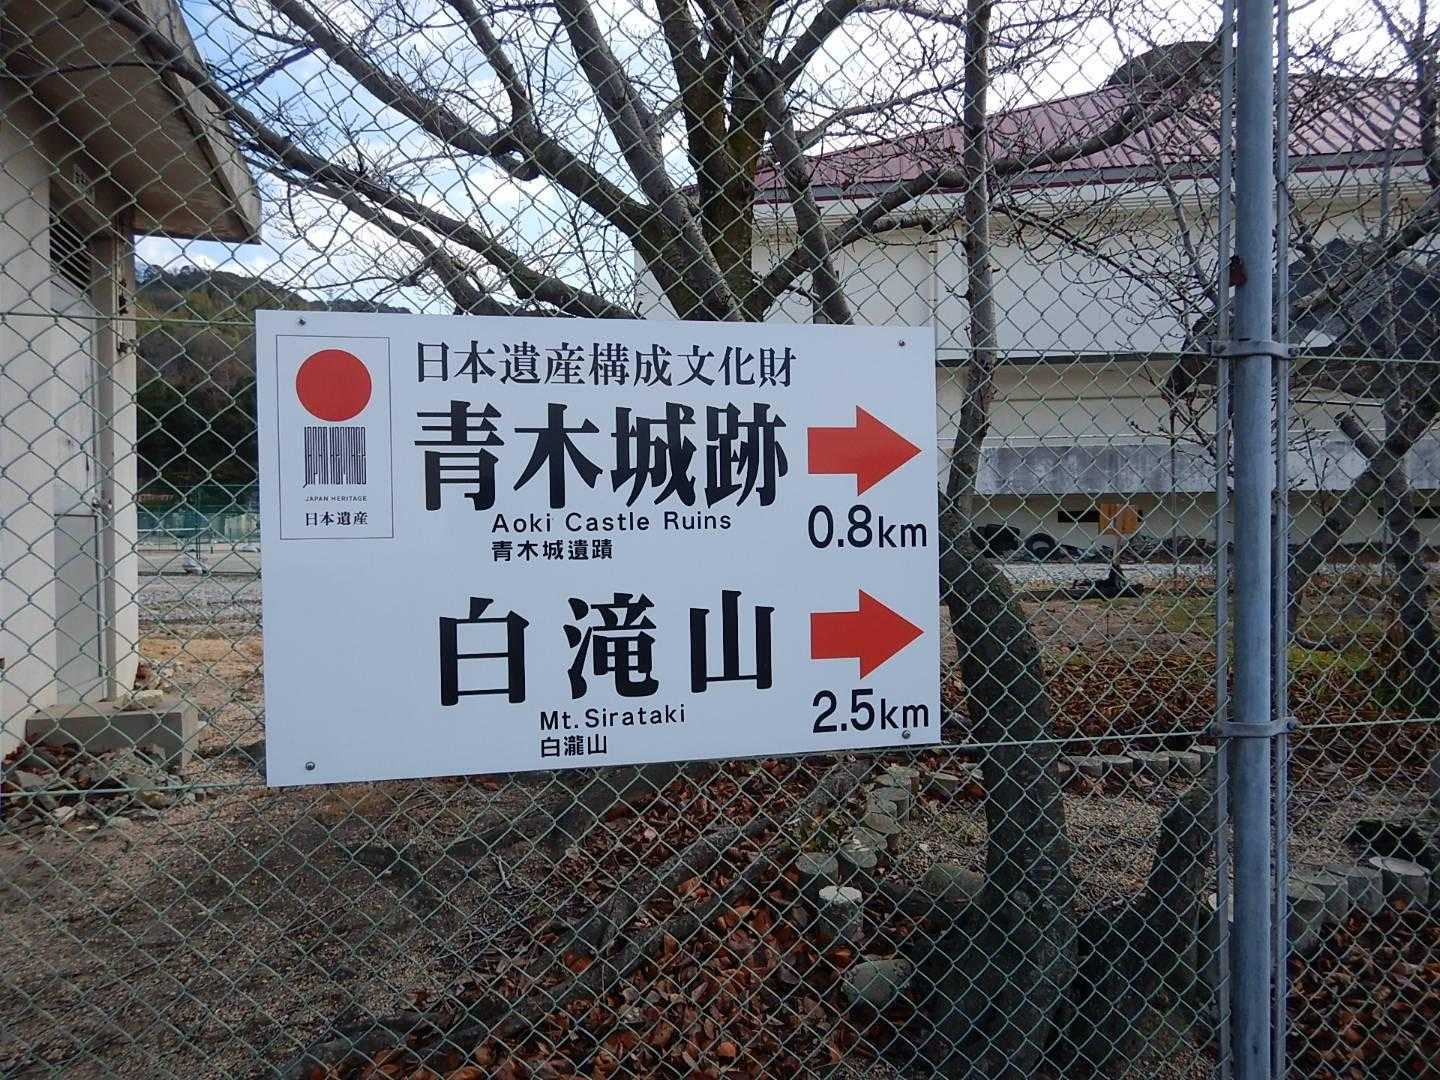 日本遺産構成文化財
青木城跡
Aoki Castle Ruins
青木城遺蹟
0.8km
白滝山
Mt.Sirataki
白瀧山
2.5km
JAPAN HERITAGE
JAPAN HERITAGE
日本遺産